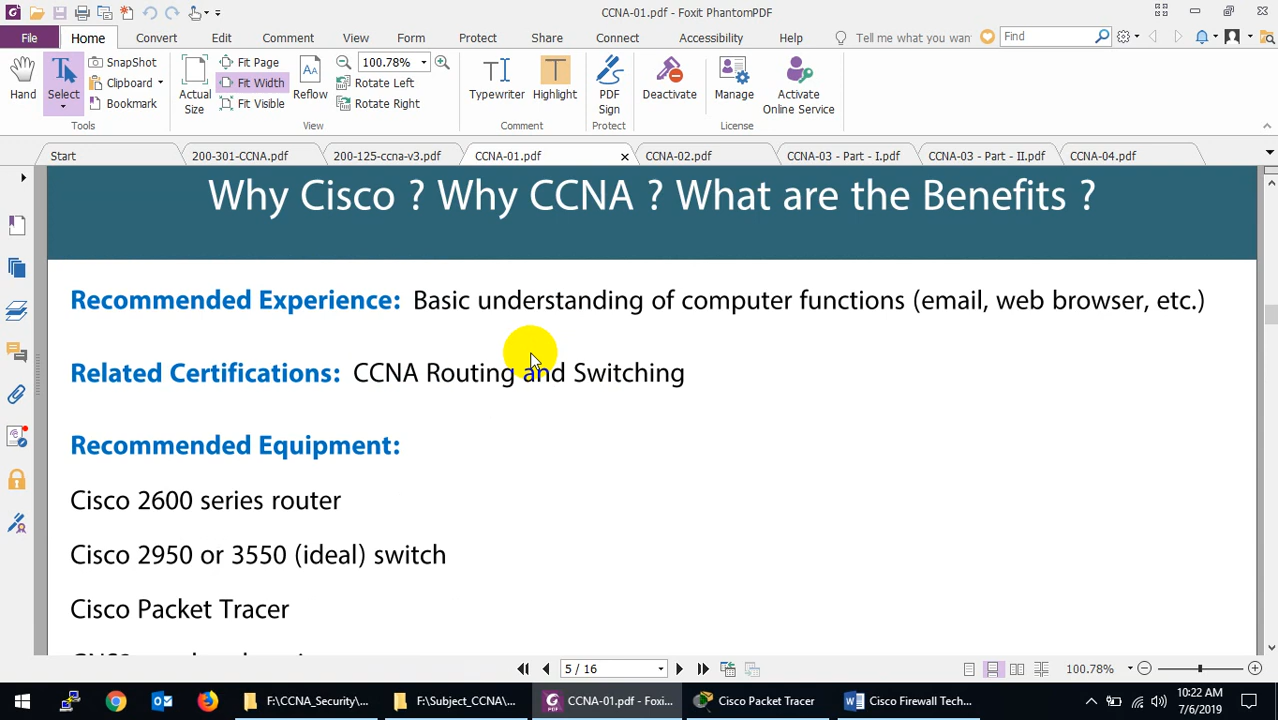 CCNA-01.pdf - Foxit PhantomPDF
File Home Convert Edit Comment View Form Protect Share Connect Accessibility Help Tell me what you want Find
Hand
Select
SnapShot
Clipboard
Bookmark
Tools
Actual Size
Fit Page
Fit Width
Fit Visible
Reflow
100.78%
Rotate Left
Rotate Right
View
Typewriter
Highlight
Comment
PDF Sign
Protect
Deactivate
Manage
Activate Online Service
License
Start 200-301-CCNA.pdf 200-125-ccna-v3.pdf CCNA-01.pdf CCNA-02.pdf CCNA-03 - Part - I.pdf CCNA-03 - Part - II.pdf CCNA-04.pdf
Why Cisco ? Why CCNA ? What are the Benefits ?
Recommended Experience: Basic understanding of computer functions (email, web browser, etc.)
Related Certifications: CCNA Routing and Switching
Recommended Equipment:
Cisco 2600 series router
Cisco 2950 or 3550 (ideal) switch
Cisco Packet Tracer
5 / 16
100.78%
F:\CCNA_Security\... F:\Subject_CCNA\... CCNA-01.pdf - Foxi... Cisco Packet Tracer Cisco Firewall Tech...
10:22 AM
7/6/2019